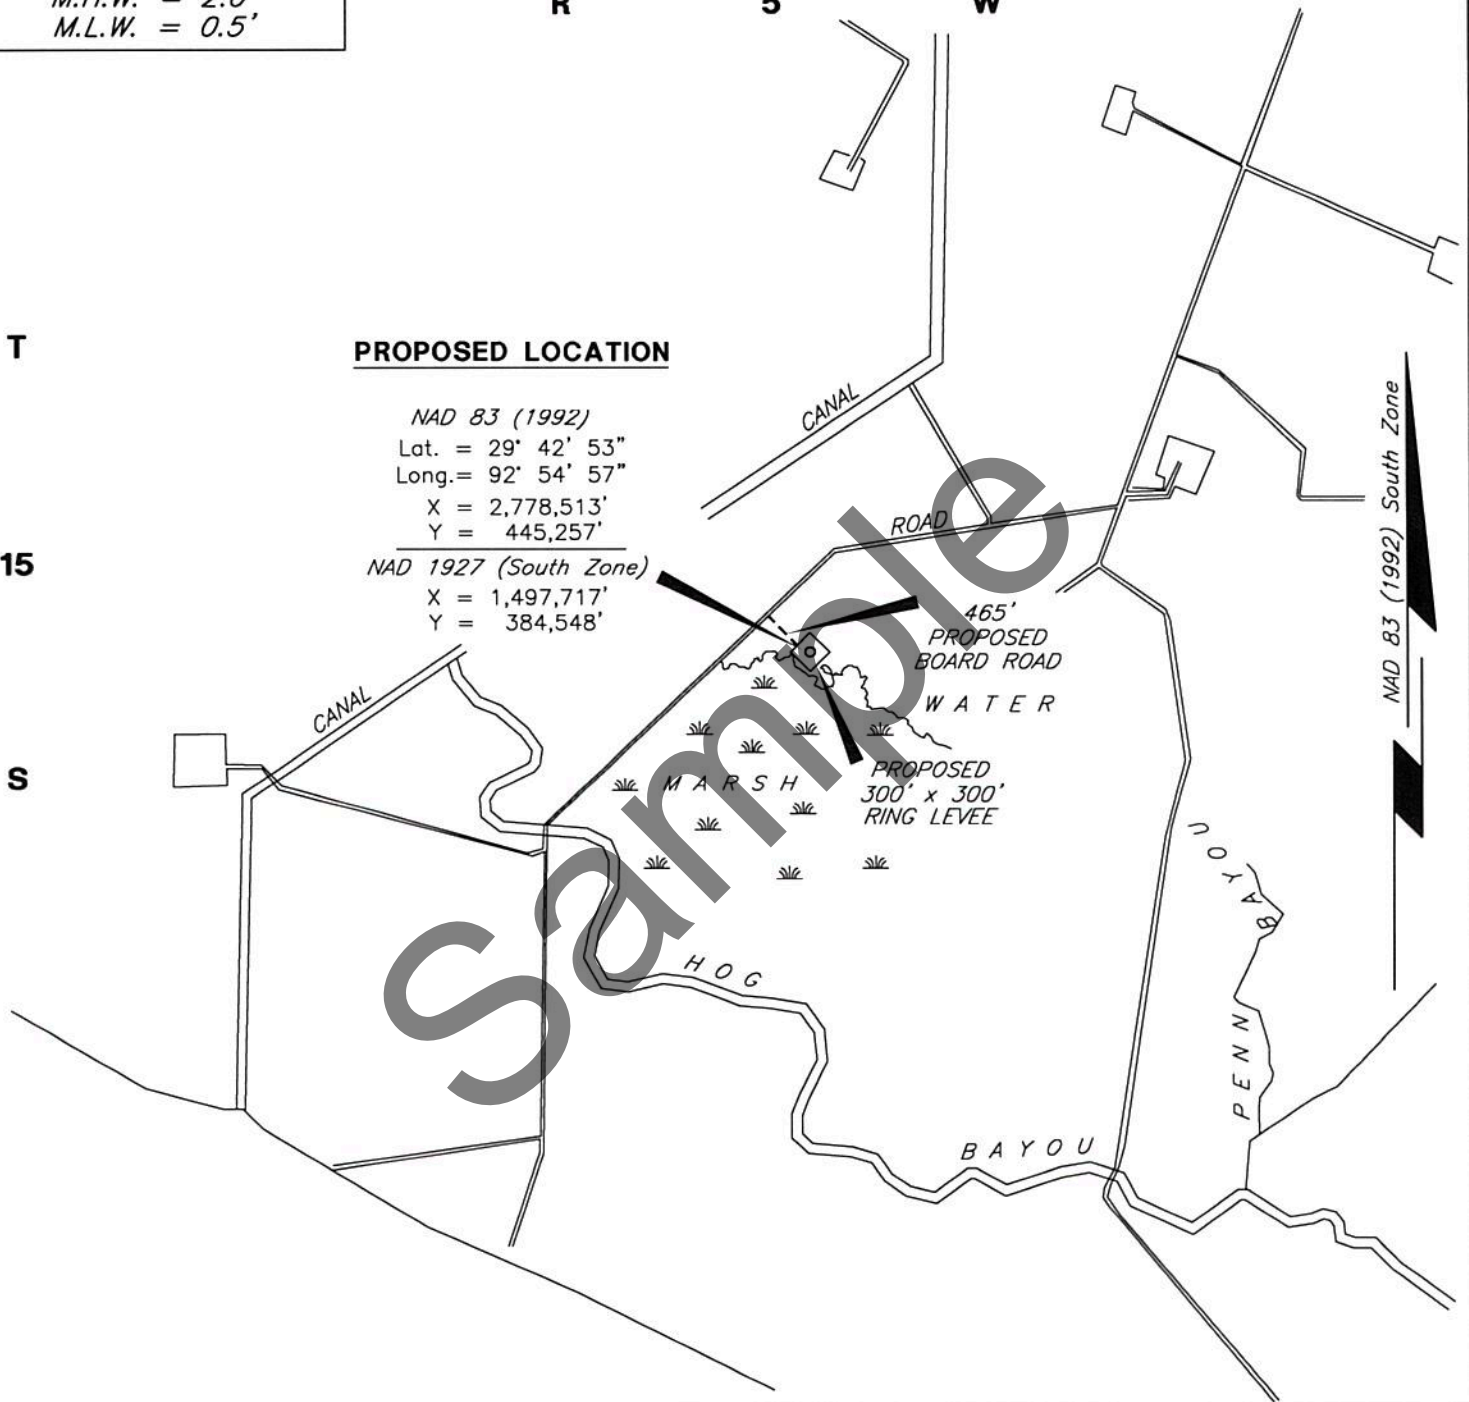 M.H.W. = 2.0'
M.L.W. = 0.5'
R 5 W
T
15
S
PROPOSED LOCATION
NAD 83 (1992)
Lat. = 29° 42' 53"
Long.= 92° 54' 57"
X = 2,778,513'
Y = 445,257'
NAD 1927 (South Zone)
X = 1,497,717'
Y = 384,548'
CANAL
ROAD
465'
PROPOSED
BOARD ROAD
WATER
CANAL
MARSH
PROPOSED
300' x 300'
RING LEVEE
HOG
BAYOU
PENN BAYOU
NAD 83 (1992) South Zone
Sample